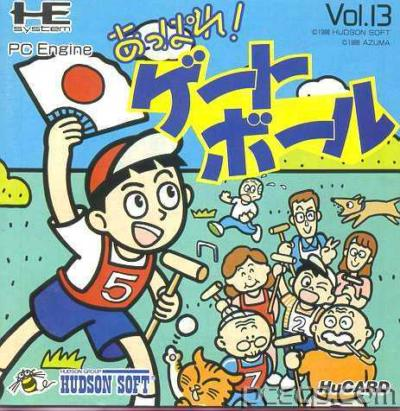 HE
system
PC Engine
Vol.13
©1988 HUDSON SOFT
©1988 AZUMA
あっぱれ!
ゲート
ボール
5
2
7
HUDSON GROUP
HUDSON SOFT
HuCARD